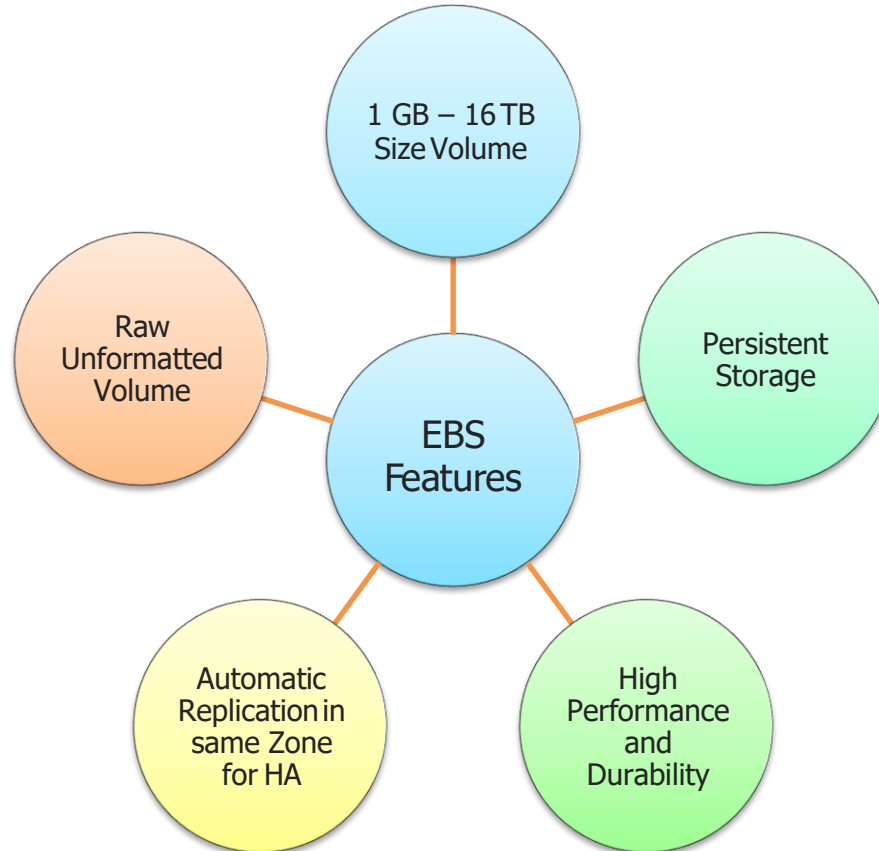 1 GB – 16 TB
Size Volume
Raw
Unformatted
Volume
Persistent
Storage
EBS
Features
Automatic
Replication in
same Zone
for HA
High
Performance
and
Durability